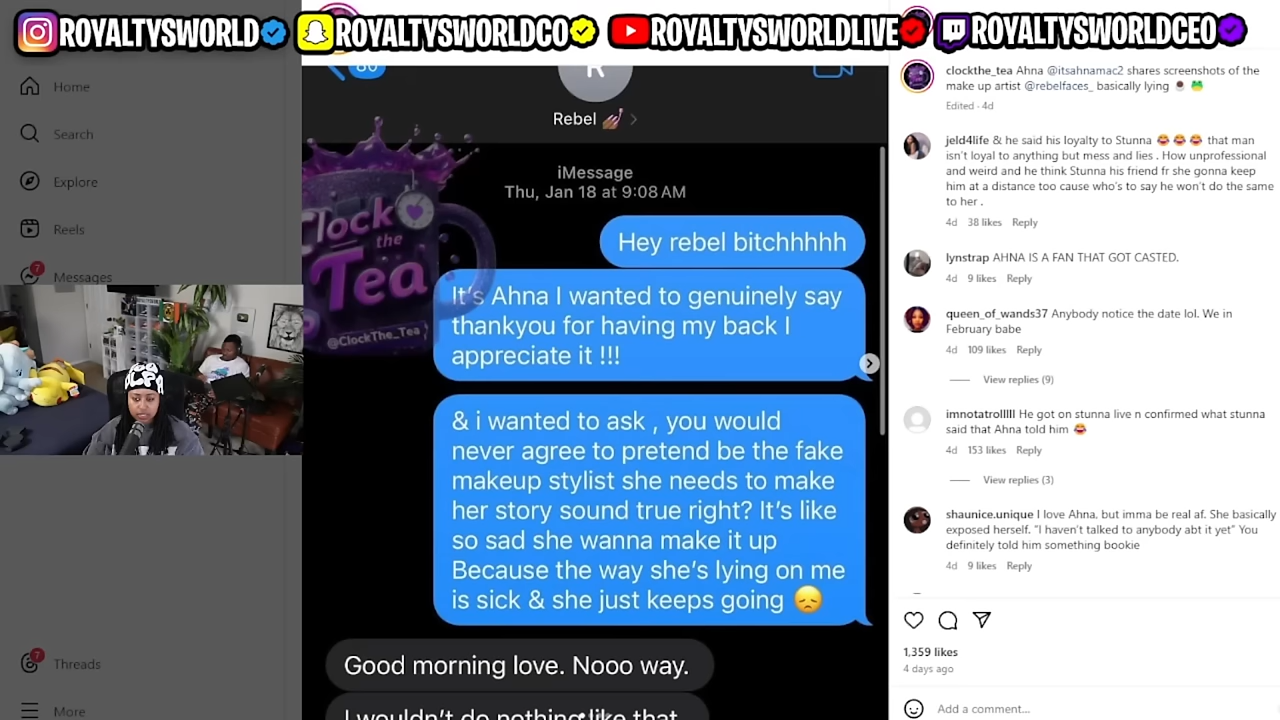 ROYALTYSWORLD
ROYALTYSWORLDCO
ROYALTYSWORLDLIVE
ROYALTYSWORLDCEO
Home
Search
Explore
Reels
7
Messages
7
Threads
More
80
R
Rebel 💅🏽 >
iMessage
Thu, Jan 18 at 9:08 AM
Clock
the
Tea
@ClockThe_Tea
Hey rebel bitchhhhh
It's Ahna I wanted to genuinely say
thankyou for having my back I
appreciate it !!!
& i wanted to ask , you would
never agree to pretend be the fake
makeup stylist she needs to make
her story sound true right? It's like
so sad she wanna make it up
Because the way she's lying on me
is sick & she just keeps going 😞
Good morning love. Nooo way.
I wouldn't do nothing like that
clockthe_tea Ahna @itsahnamac2 shares screenshots of the
make up artist @rebelfaces_ basically lying ☕ 🐸
Edited · 4d
jeld4life & he said his loyalty to Stunna 😂 😂 😂 that man
isn't loyal to anything but mess and lies . How unprofessional
and weird and he think Stunna his friend fr she gonna keep
him at a distance too cause who's to say he won't do the same
to her .
4d 38 likes Reply
lynstrap AHNA IS A FAN THAT GOT CASTED.
4d 9 likes Reply
queen_of_wands37 Anybody notice the date lol. We in
February babe
4d 109 likes Reply
View replies (9)
imnotatrolllll He got on stunna live n confirmed what stunna
said that Ahna told him 😂
4d 153 likes Reply
View replies (3)
shaunice.unique I love Ahna, but imma be real af. She basically
exposed herself. "I haven't talked to anybody abt it yet" You
definitely told him something bookie
4d 9 likes Reply
1,359 likes
4 days ago
Add a comment...